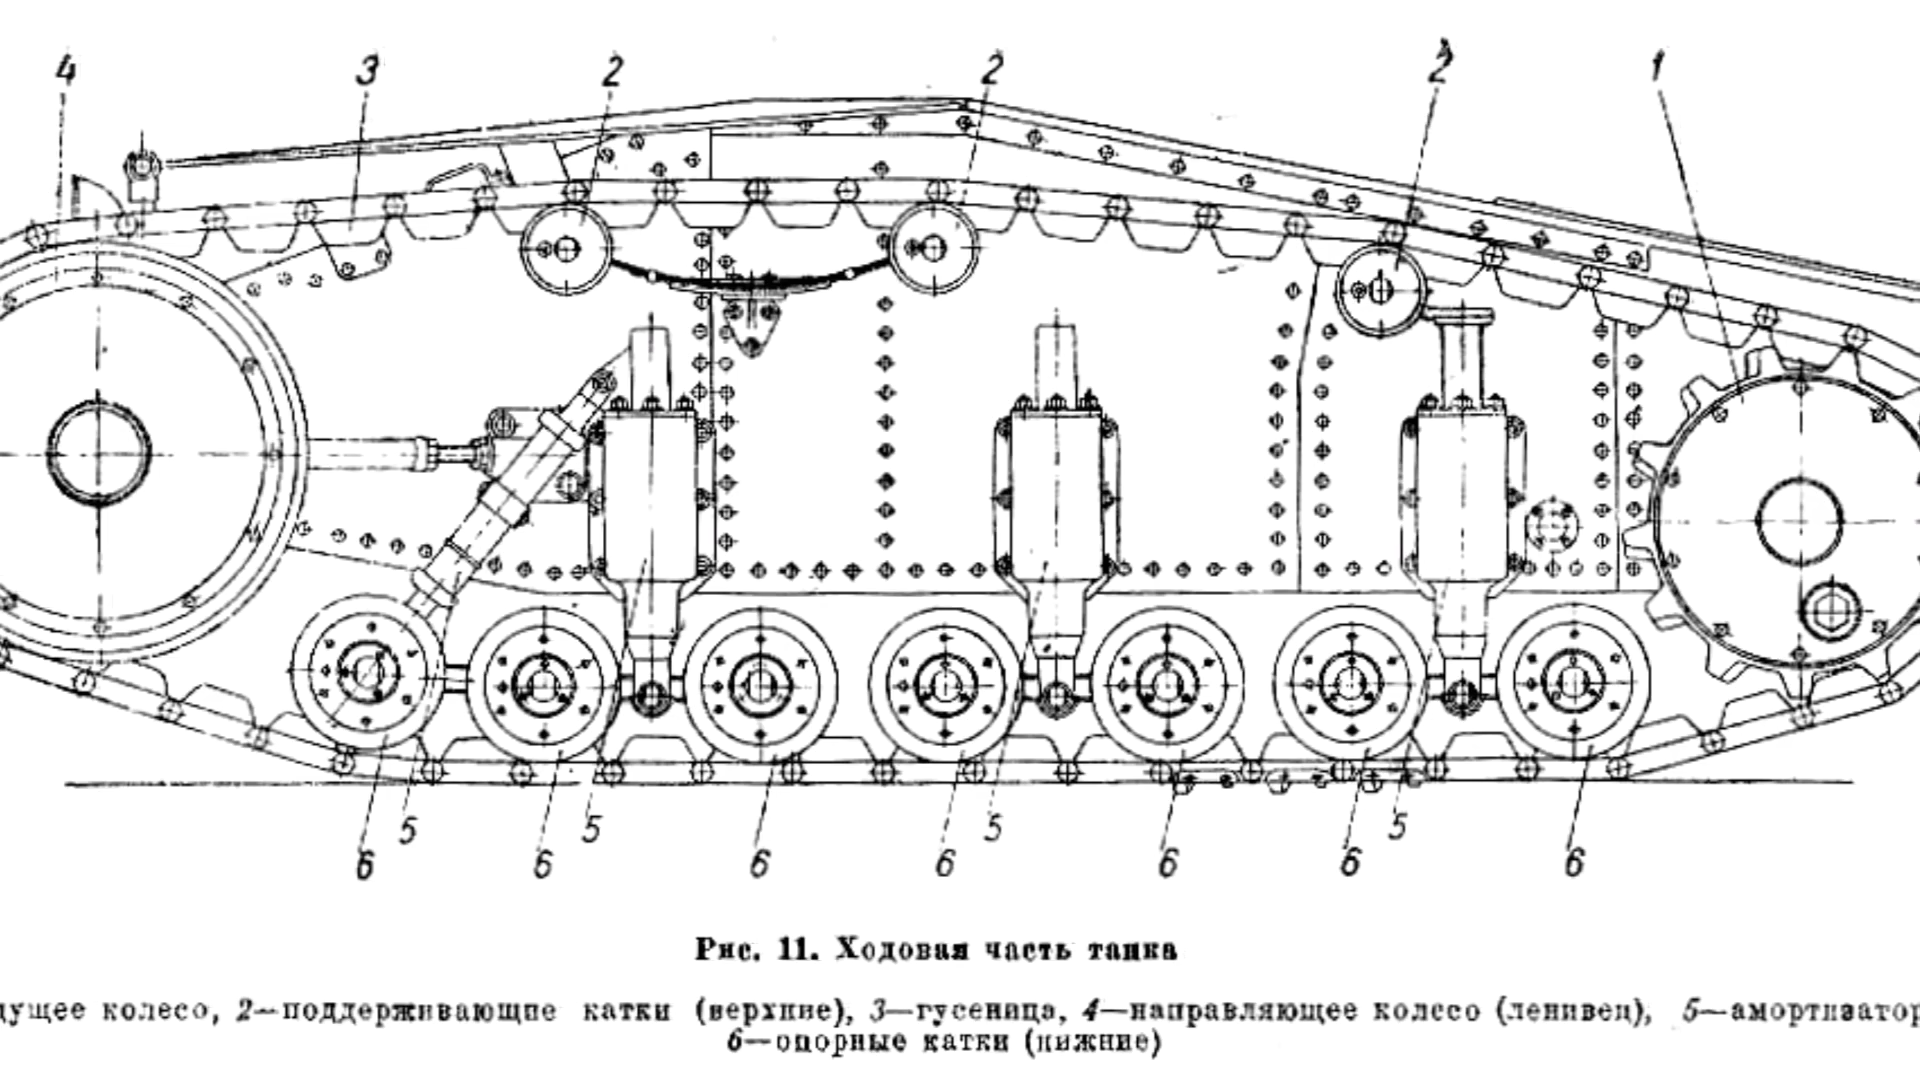 4 3 2 2 2 1
5 5 5 5
6 6 6 6 6 6 6
Рис. 11. Ходовая часть танка
дущее колесо, 2—поддерживающие катки (верхние), 3—гусеница, 4—направляющее колесо (ленивец), 5—амортизатор
6—опорные катки (нижние)